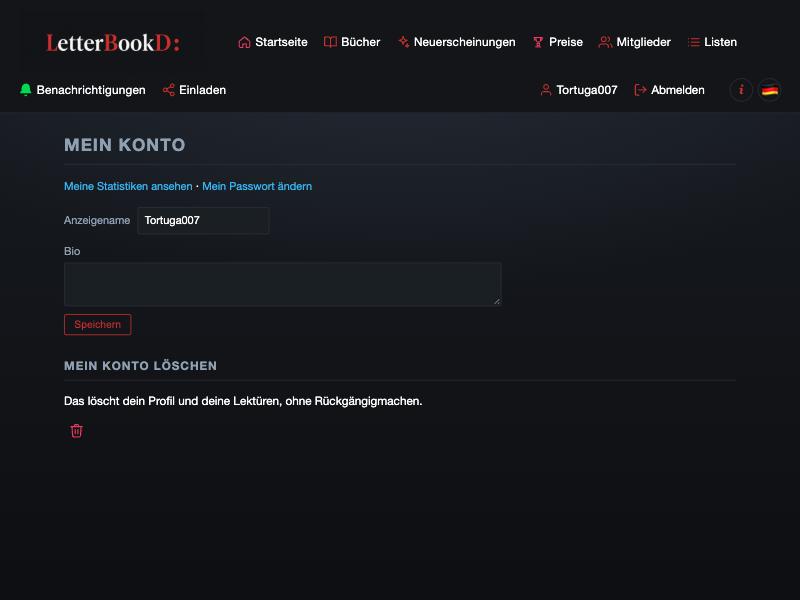 LetterBookD:
Startseite Bücher Neuerscheinungen Preise Mitglieder Listen
Benachrichtigungen Einladen Tortuga007 Abmelden i
MEIN KONTO
Meine Statistiken ansehen · Mein Passwort ändern
Anzeigename Tortuga007
Bio
Speichern
MEIN KONTO LÖSCHEN
Das löscht dein Profil und deine Lektüren, ohne Rückgängigmachen.